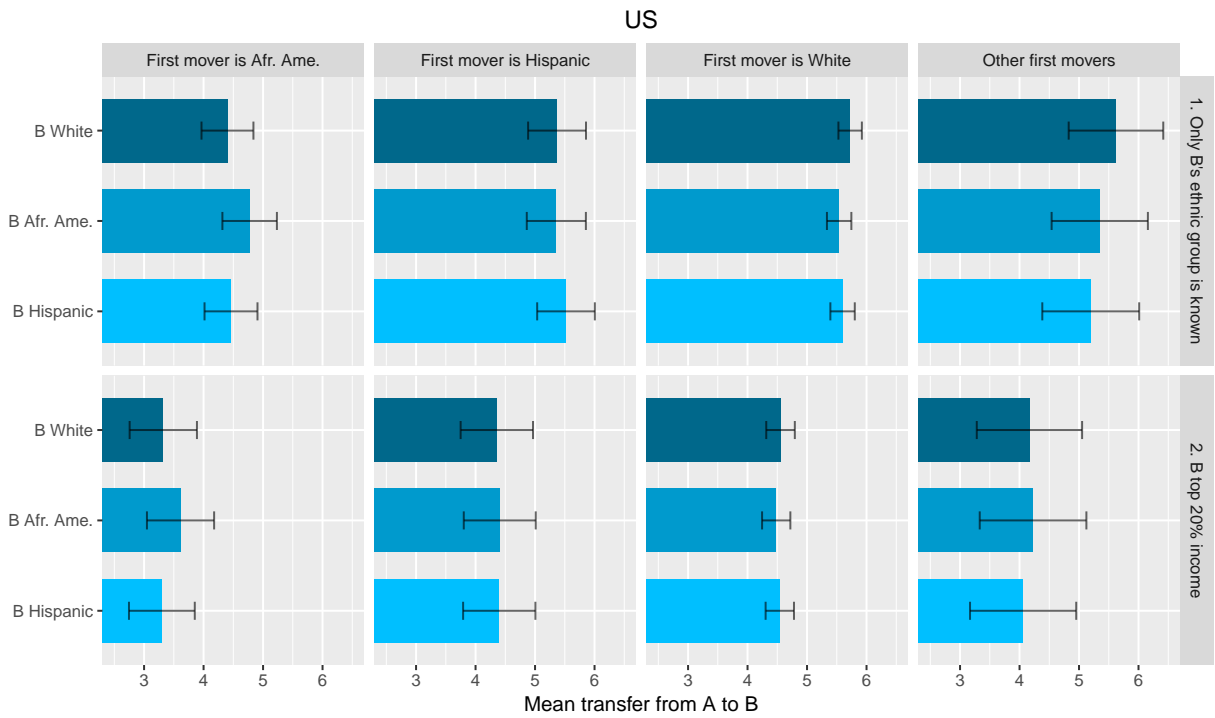 US
First mover is Afr. Ame.
First mover is Hispanic
First mover is White
Other first movers
B White
B Afr. Ame.
B Hispanic
1. Only B's ethnic group is known
B White
B Afr. Ame.
B Hispanic
2. B top 20% income
3 4 5 6
3 4 5 6
3 4 5 6
3 4 5 6
Mean transfer from A to B